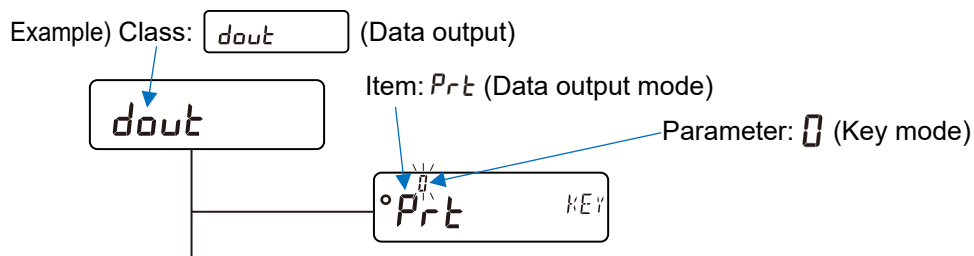 Example) Class: dout (Data output)
Item: Prt (Data output mode)
dout
Parameter: 0 (Key mode)
0
°Prt KEY